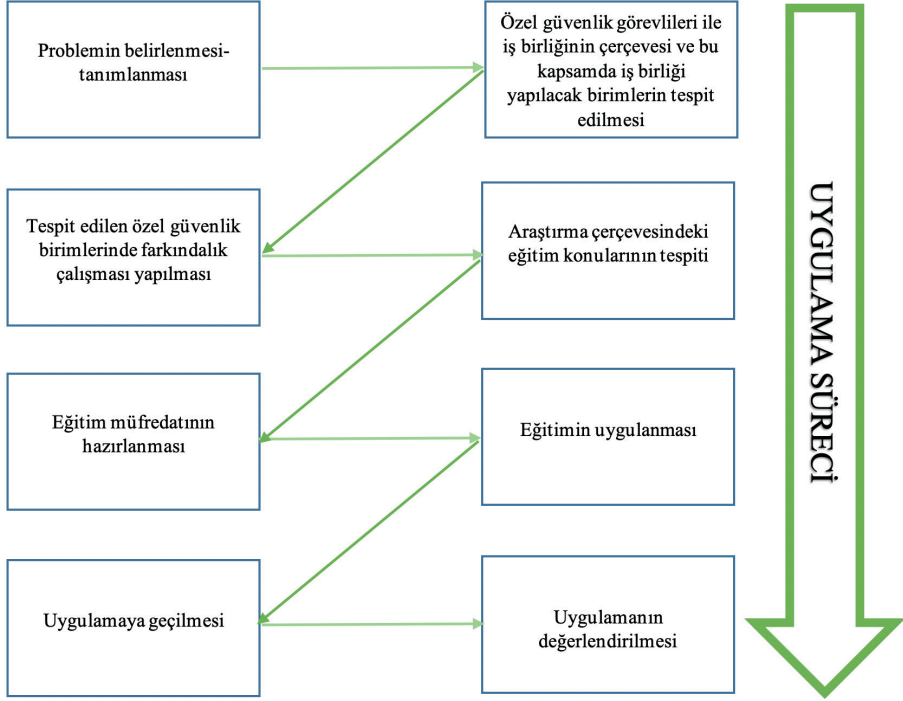 Problemin belirlenmesi-
tanımlanması
Özel güvenlik görevlileri ile
iş birliğinin çerçevesi ve bu
kapsamda iş birliği
yapılacak birimlerin tespit
edilmesi
Tespit edilen özel güvenlik
birimlerinde farkındalık
çalışması yapılması
Araştırma çerçevesindeki
eğitim konularının tespiti
Eğitim müfredatının
hazırlanması
Eğitimin uygulanması
Uygulamaya geçilmesi
Uygulamanın
değerlendirilmesi
UYGULAMA SÜRECİ